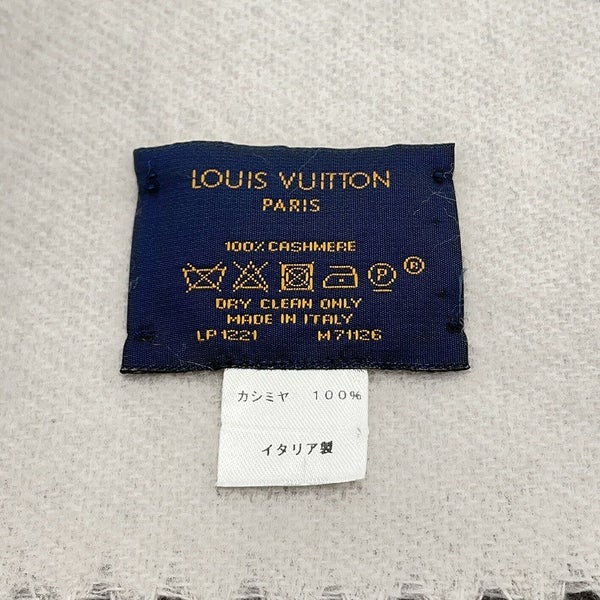 LOUIS VUITTON
PARIS
100% CASHMERE
P ®
DRY CLEAN ONLY
MADE IN ITALY
LP1221 M71126
カシミヤ 100%
イタリア製